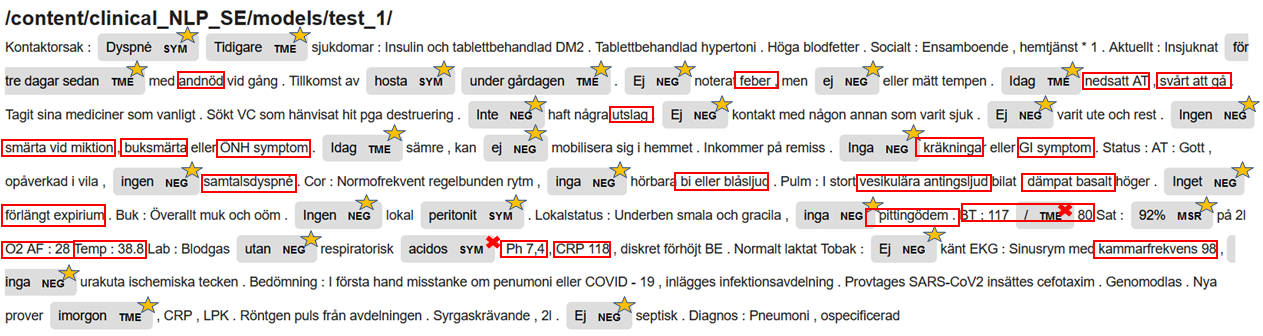 /content/clinical_NLP_SE/models/test_1/
Kontaktorsak : Dyspné SYM Tidigare TME sjukdomar : Insulin och tablettbehandlad DM2 . Tablettbehandlad hypertoni . Höga blodfetter . Socialt : Ensamboende , hemtjänst * 1 . Aktuellt : Insjuknat för
tre dagar sedan TME med andnöd vid gång . Tillkomst av hosta SYM under gårdagen TME . Ej NEG noterat feber , men ej NEG eller mätt tempen . Idag TME nedsatt AT , svårt att gå .
Tagit sina mediciner som vanligt . Sökt VC som hänvisat hit pga destruering . Inte NEG haft några utslag . Ej NEG kontakt med någon annan som varit sjuk . Ej NEG varit ute och rest . Ingen NEG
smärta vid miktion , buksmärta eller ÖNH symptom . Idag TME sämre , kan ej NEG mobilisera sig i hemmet . Inkommer på remiss . Inga NEG kräkningar eller GI symptom . Status : AT : Gott ,
opåverkad i vila , ingen NEG samtalsdyspné . Cor : Normofrekvent regelbunden rytm , inga NEG hörbara bi eller blåsljud . Pulm : I stort vesikulära antingsljud bilat dämpat basalt höger . Inget NEG
förlängt expirium . Buk : Överallt muk och oöm . Ingen NEG lokal peritonit SYM . Lokalstatus : Underben smala och gracila , inga NEG pittingödem . BT : 117 / TME 80 Sat : 92% MSR på 2l
O2 AF : 28 Temp : 38.8 Lab : Blodgas utan NEG respiratorisk acidos SYM Ph 7,4 , CRP 118 , diskret förhöjt BE . Normalt laktat Tobak : Ej NEG känt EKG : Sinusrym med kammarfrekvens 98 ,
inga NEG urakuta ischemiska tecken . Bedömning : I första hand misstanke om penumoni eller COVID - 19 , inlägges infektionsavdelning . Provtages SARS-CoV2 insättes cefotaxim . Genomodlas . Nya
prover imorgon TME , CRP , LPK . Röntgen puls från avdelningen . Syrgaskrävande , 2l . Ej NEG septisk . Diagnos : Pneumoni , ospecificerad